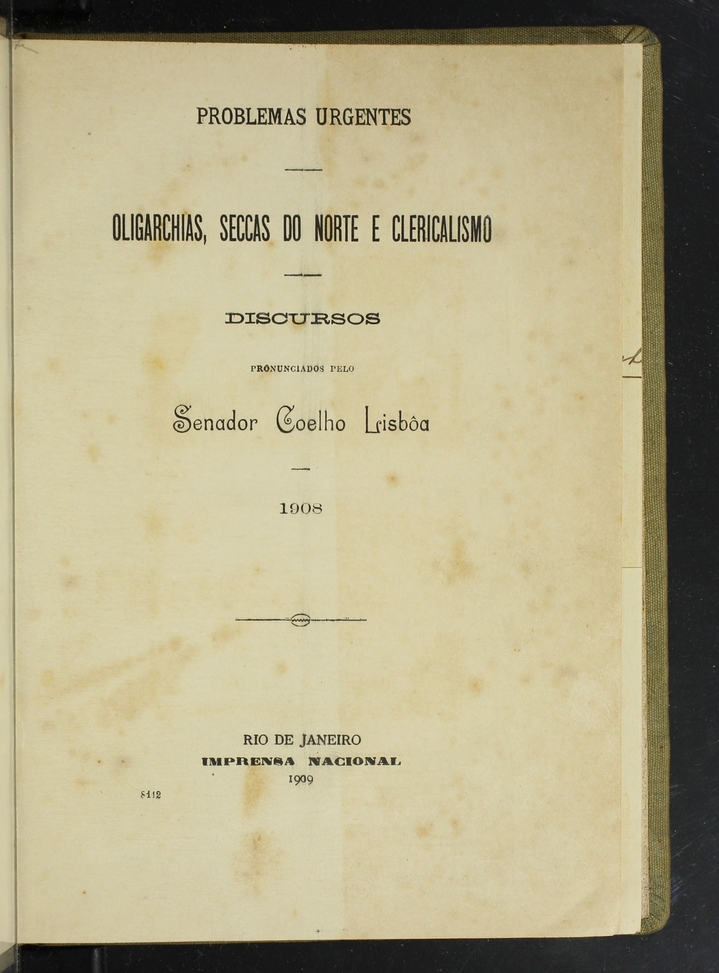 PROBLEMAS URGENTES
OLIGARCHIAS, SECCAS DO NORTE E CLERICALISMO
DISCURSOS
PRONUNCIADOS PELO
Senador Coelho Lisbôa
1908
RIO DE JANEIRO
IMPRENSA NACIONAL
1909
8412